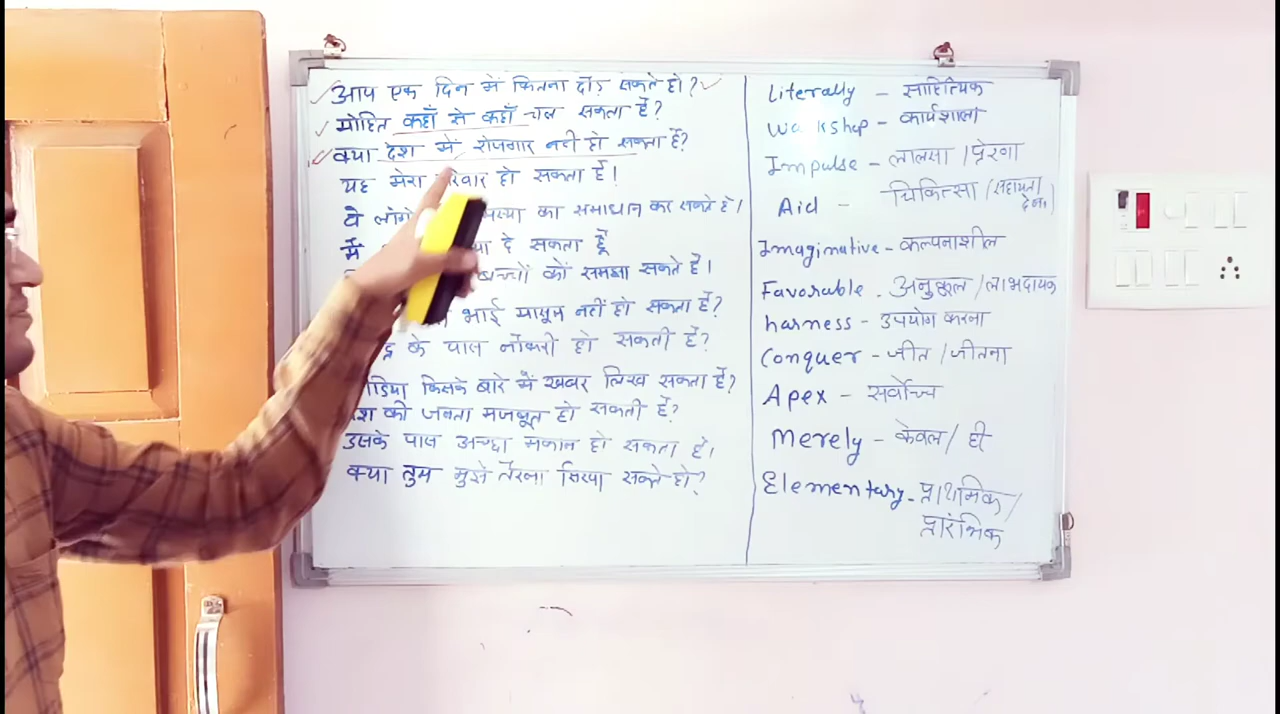 आप एक दिन में कितना दौड़ सकते हो?
मोहित कहाँ से कहाँ चल सकता हैं?
क्या देश में रोजगार नही हो सकता हैं?
यह मेरा हो सकता हैं।
वे लोग का समाधान कर सकते हैं।
मैं दे सकता हूँ
बच्चों कों समझा सकते हैं।
भाई मासूम नहीं हो सकता हैं?
के पास नौकरी हो सकती हैं?
किसके बारे में खबर लिख सकता हैं?
की जनता मजबूत हो सकती हैं?
उसके पास अच्छा मकान हो सकता हैं।
क्या तुम मुझे तैरना सिखा सकते हो?
Literally - साहित्यिक
Workshop - कार्यशाला
Impulse - लालसा / प्रेरणा
Aid - चिकित्सा (सहायता देना)
Imaginative - कल्पनाशील
Favorable - अनुकूल / लाभदायक
harness - उपयोग करना
Conquer - जीत / जीतना
Apex - सर्वोच्च
Merely - केवल / ही
Elementary - प्राथमिक /
प्रारंभिक